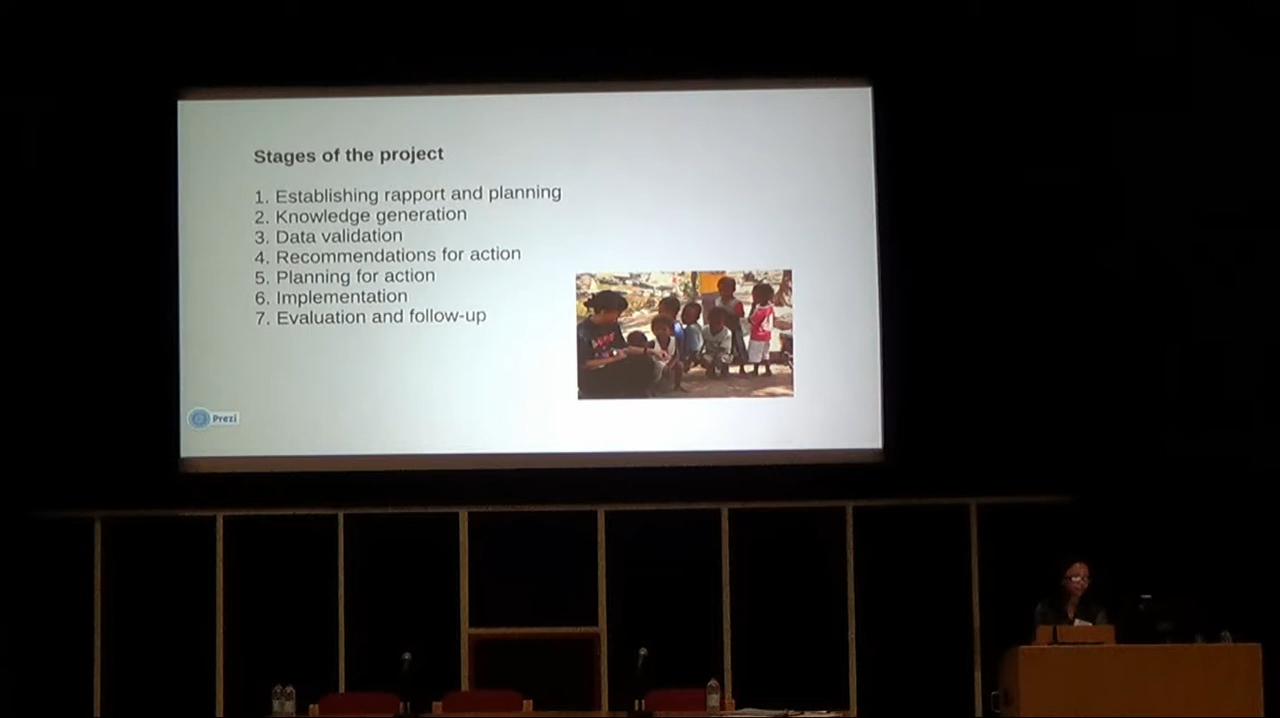 Stages of the project
1. Establishing rapport and planning
2. Knowledge generation
3. Data validation
4. Recommendations for action
5. Planning for action
6. Implementation
7. Evaluation and follow-up
Prezi